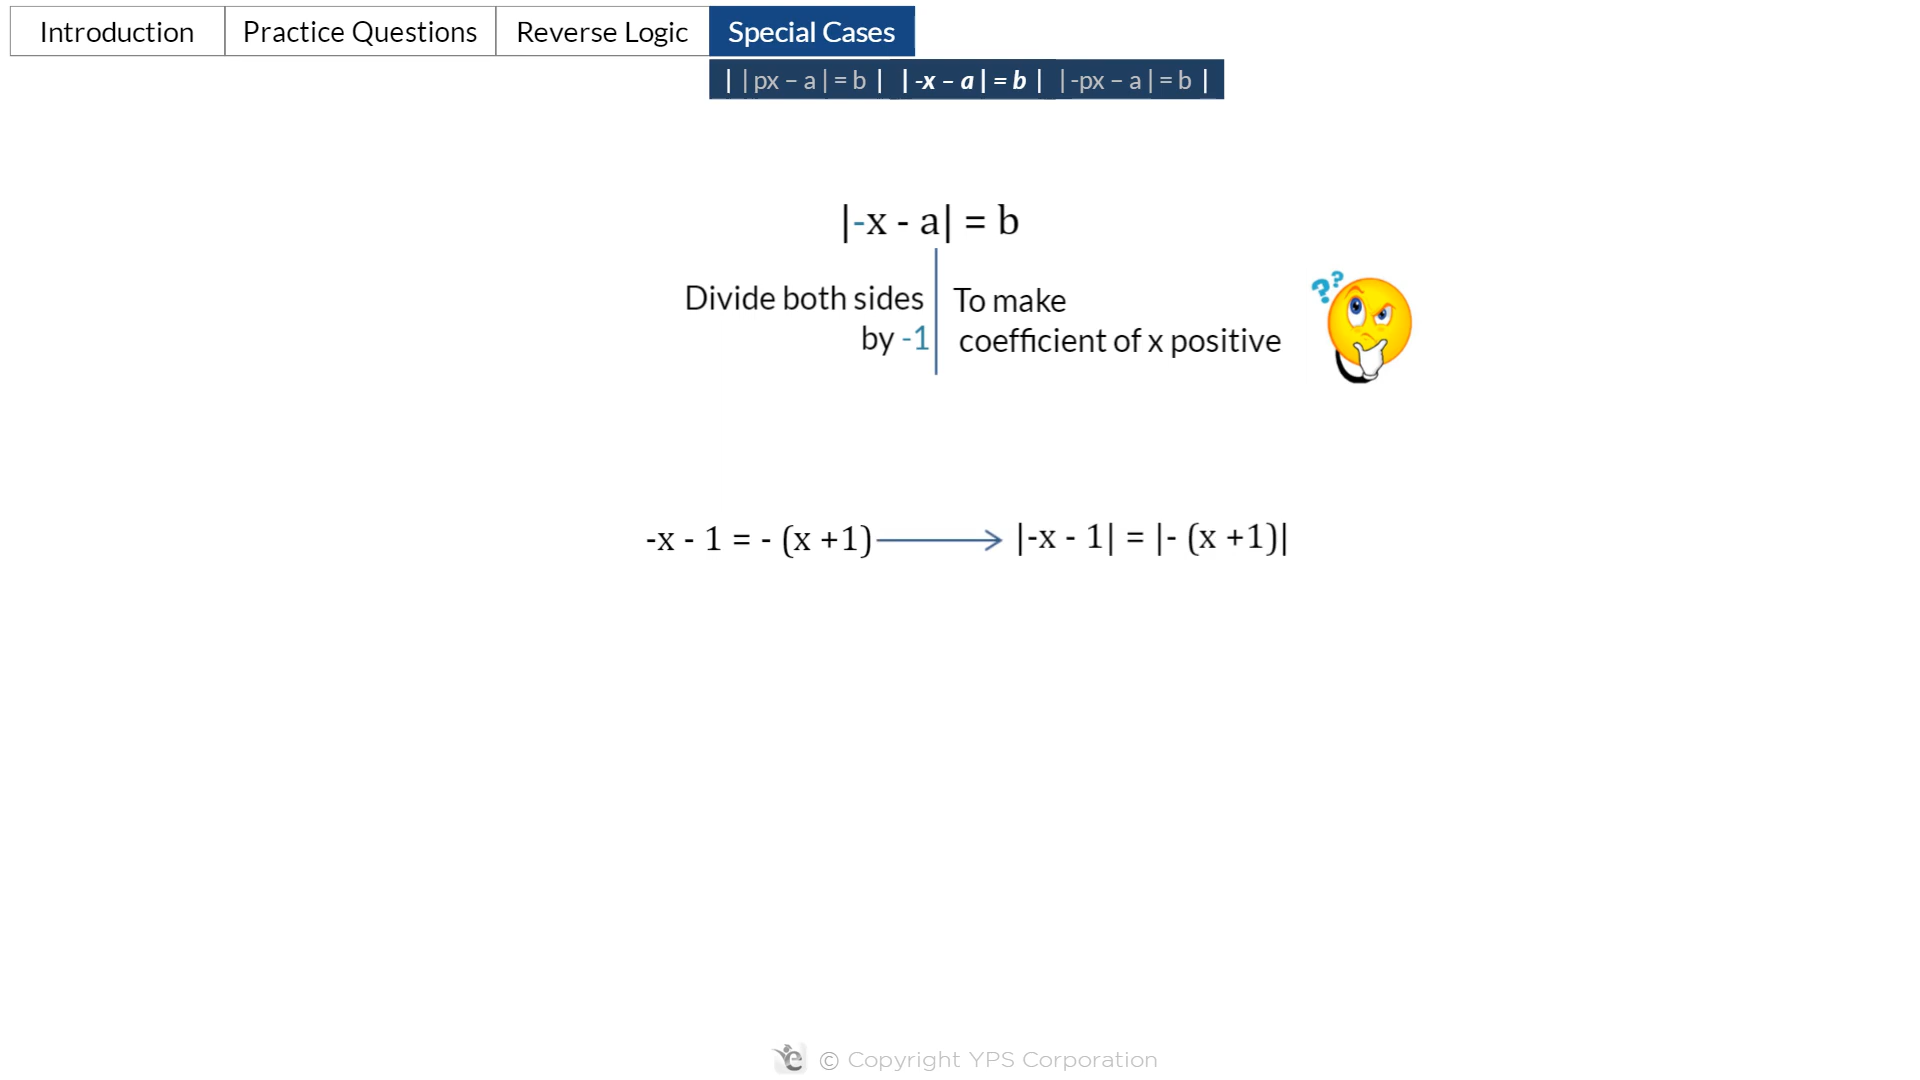 Introduction Practice Questions Reverse Logic Special Cases
| |px – a| = b | |-x – a| = b | |-px – a| = b |
|-x - a| = b
Divide both sides
by -1
To make
coefficient of x positive
??
-x - 1 = - (x +1) → |-x - 1| = |- (x +1)|
e © Copyright YPS Corporation